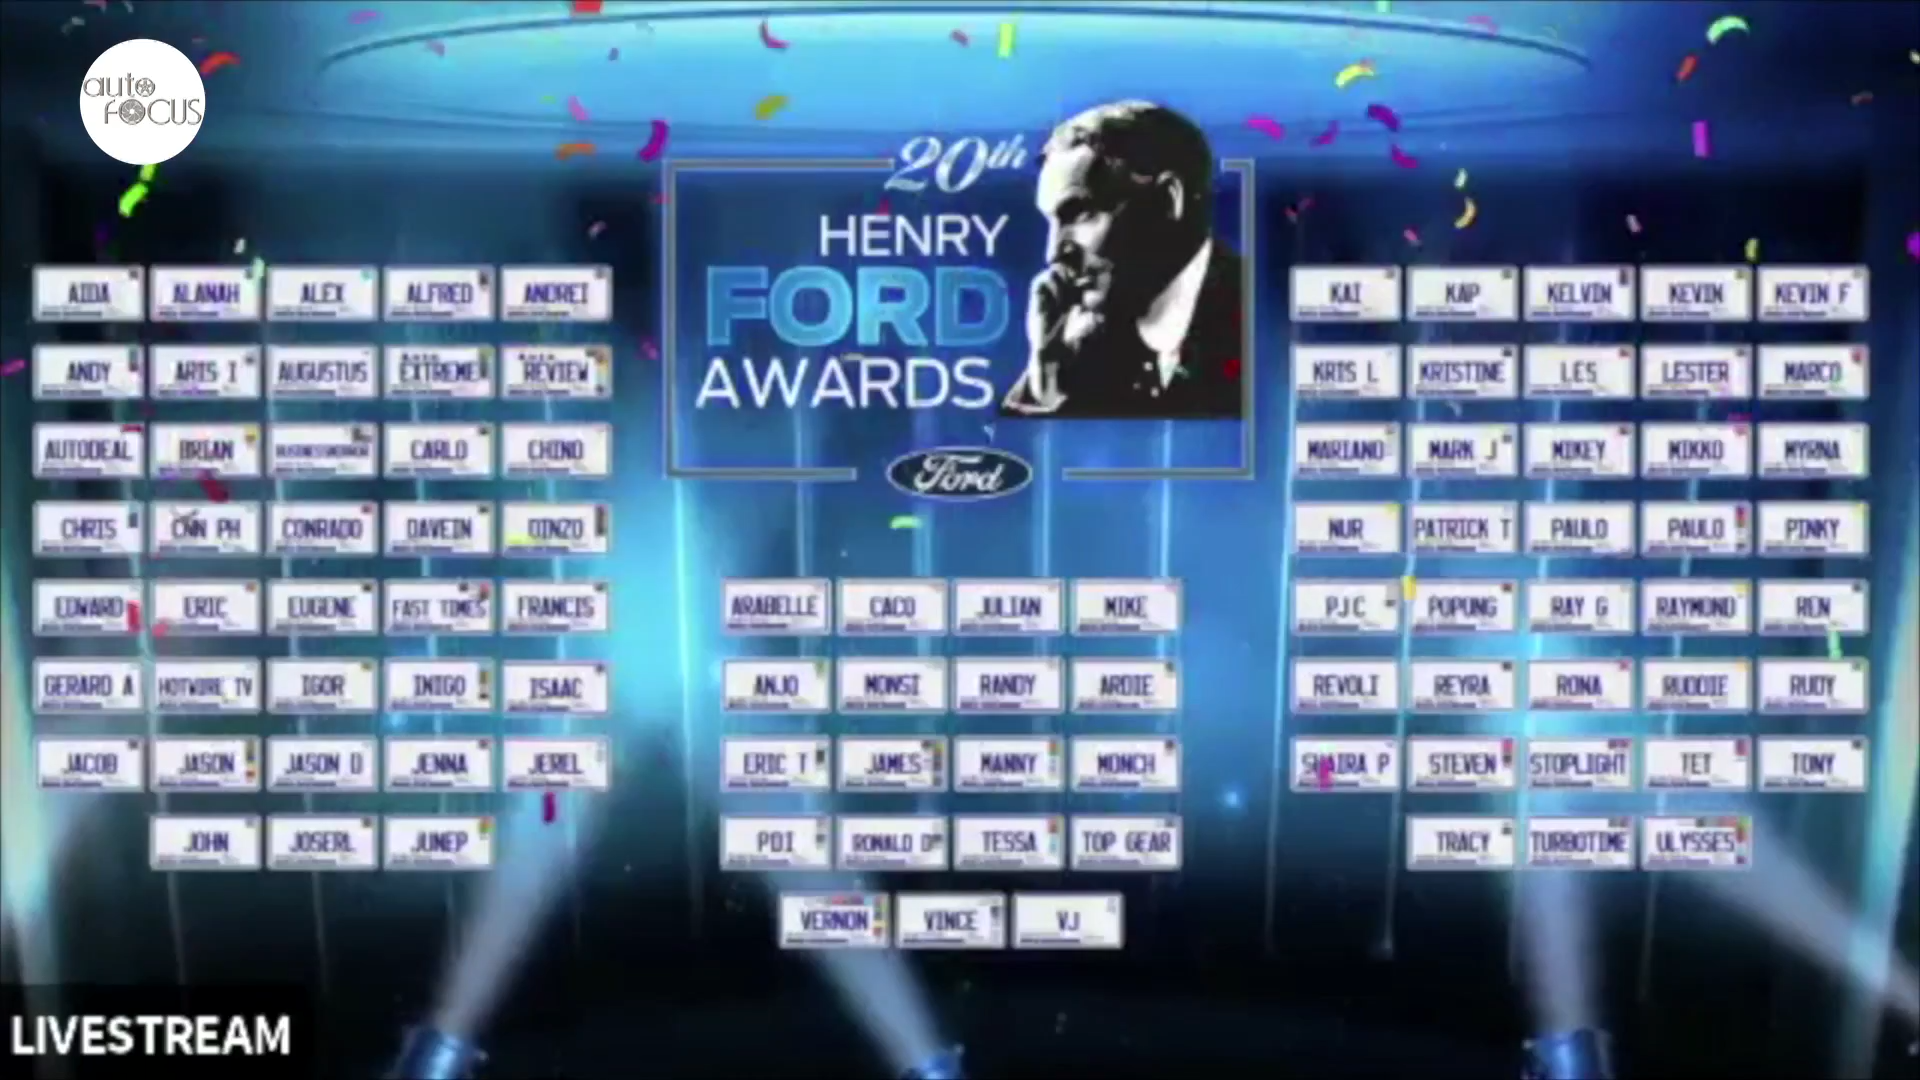 auto
FOCUS
20th
HENRY
FORD
AWARDS
Ford
AIDA ALANAH ALEX ALFRED ANDREI
ANDY ARIS I AUGUSTUS EXTREME REVIEW
AUTODEAL BRIAN CARLO CHINO
CHRIS CNN PH CONRADO DAVEIN DINZO
EDWARD ERIC EUGENE FAST TIMES FRANCIS
GERARD A HOTWIRE TV IGOR INIGO ISAAC
JACOB JASON JASON D JENNA JEREL
JOHN JOSERL JUNEP
ARABELLE CACO JULIAN MIKE
ANJO MONSI RANDY ARDIE
ERIC T JAMES MANNY MONCH
PDI RONALD D TESSA TOP GEAR
VERNON VINCE VJ
KAI KAP KELVIN KEVIN KEVIN F
KRIS L KRISTINE LES LESTER MARCO
MARIANO MARK J MIKEY MIKKO MYRNA
NUR PATRICK T PAULO PAULO PINKY
PJC POPONG RAY G RAYMOND REN
REVOLI REYRA RONA RUDDIE RUDY
SHAIRA P STEVEN STOPLIGHT TET TONY
TRACY TURBOTIME ULYSSES
LIVESTREAM